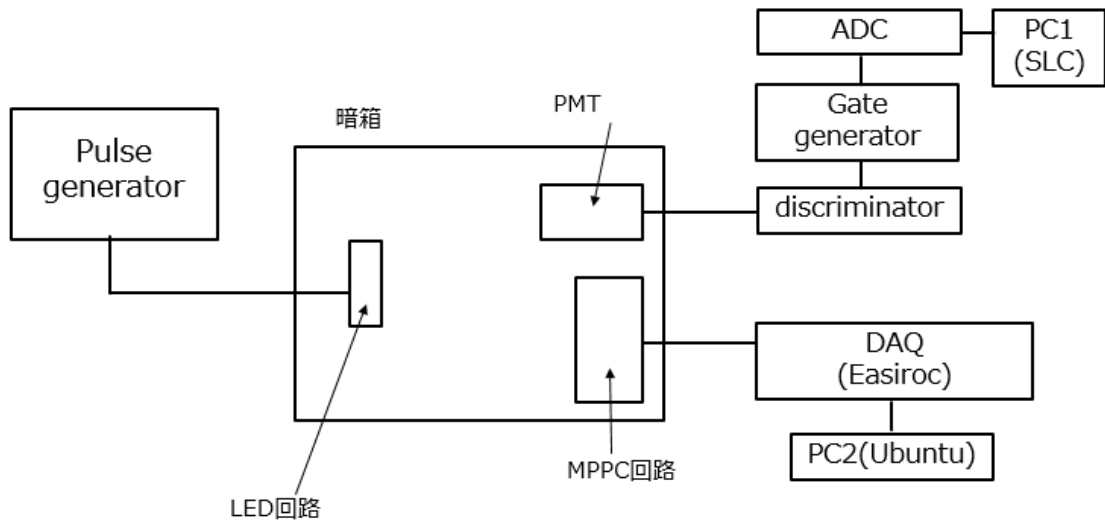 ADC
PC1
(SLC)
PMT
Gate
generator
暗箱
Pulse
generator
discriminator
DAQ
(Easiroc)
PC2(Ubuntu)
MPPC回路
LED回路